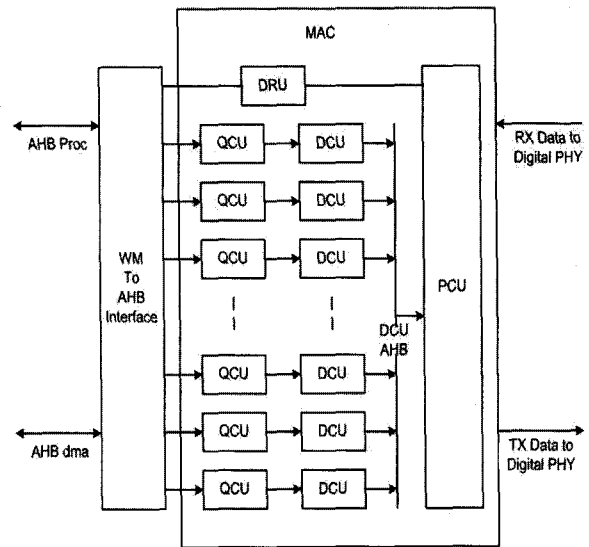 MAC
DRU
AHB Proc
RX Data to
Digital PHY
QCU DCU
QCU DCU
QCU DCU
WM
To
AHB
Interface
PCU
DCU
AHB
QCU DCU
QCU DCU
QCU DCU
AHB dma
TX Data to
Digital PHY